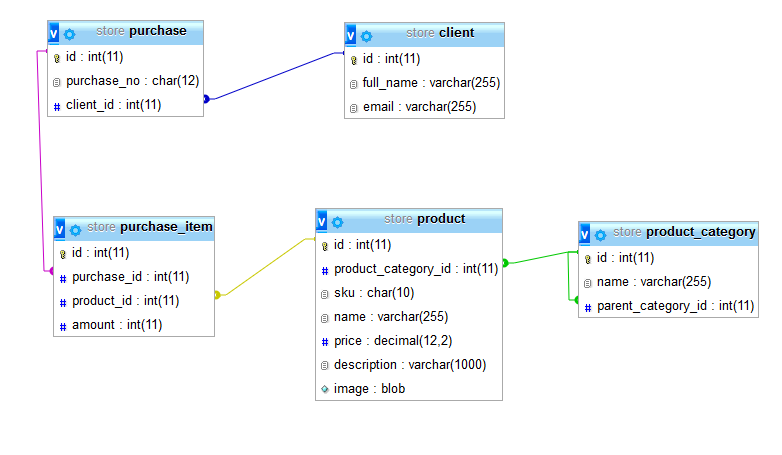 store purchase
id : int(11)
purchase_no : char(12)
client_id : int(11)
store client
id : int(11)
full_name : varchar(255)
email : varchar(255)
store purchase_item
id : int(11)
purchase_id : int(11)
product_id : int(11)
amount : int(11)
store product
id : int(11)
product_category_id : int(11)
sku : char(10)
name : varchar(255)
price : decimal(12,2)
description : varchar(1000)
image : blob
store product_category
id : int(11)
name : varchar(255)
parent_category_id : int(11)